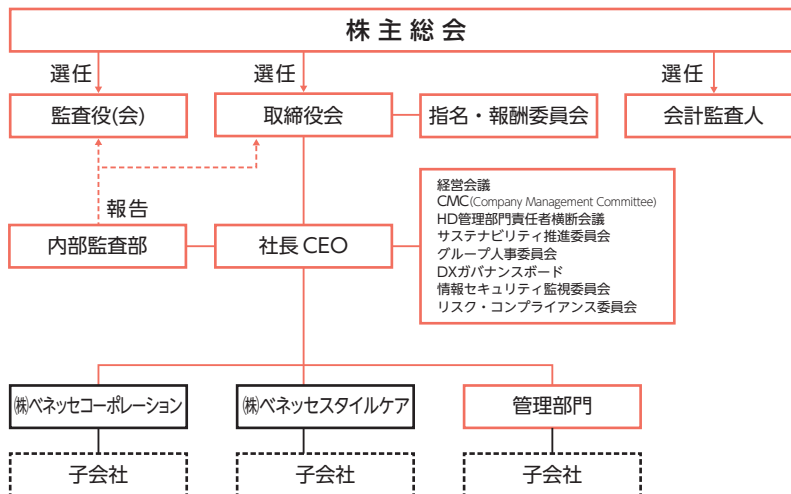 株主総会
選任
選任
選任
監査役(会)
取締役会
指名・報酬委員会
会計監査人
報告
内部監査部
社長 CEO
経営会議
CMC(Company Management Committee)
HD管理部門責任者横断会議
サステナビリティ推進委員会
グループ人事委員会
DXガバナンスボード
情報セキュリティ監視委員会
リスク・コンプライアンス委員会
㈱ベネッセコーポレーション
㈱ベネッセスタイルケア
管理部門
子会社
子会社
子会社